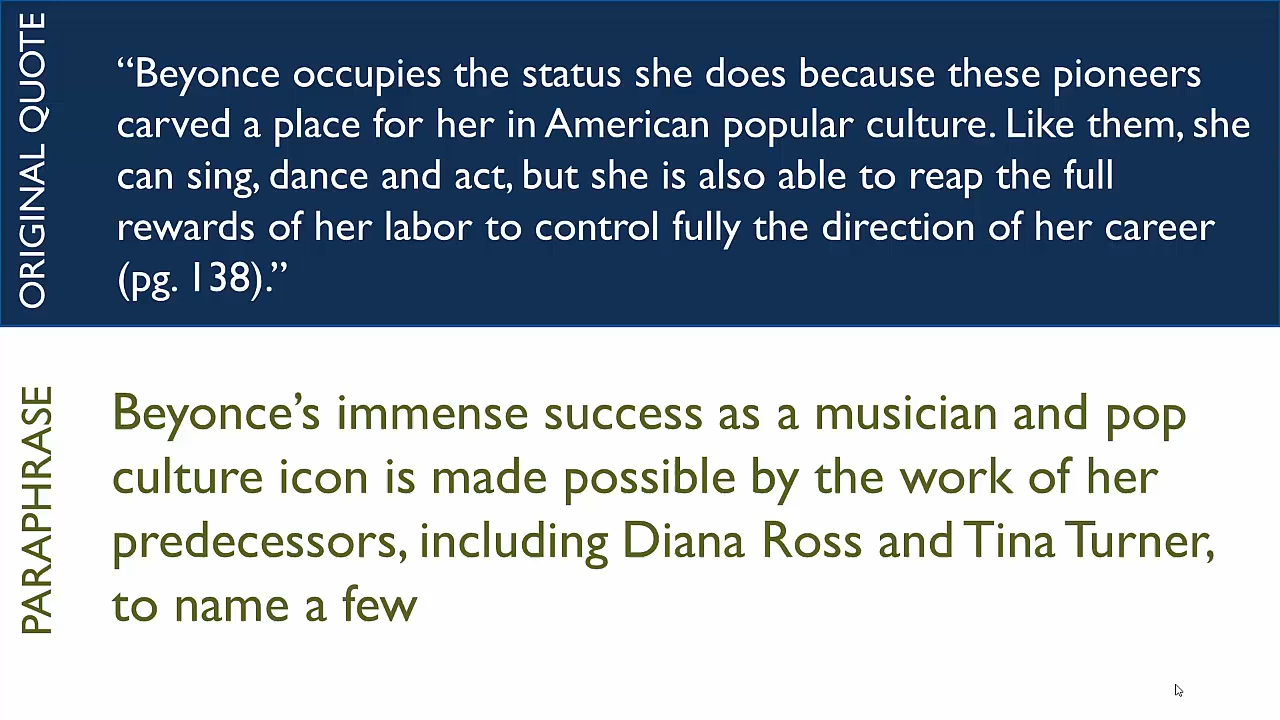 ORIGINAL QUOTE
“Beyonce occupies the status she does because these pioneers
carved a place for her in American popular culture. Like them, she
can sing, dance and act, but she is also able to reap the full
rewards of her labor to control fully the direction of her career
(pg. 138).”
PARAPHRASE
Beyonce’s immense success as a musician and pop
culture icon is made possible by the work of her
predecessors, including Diana Ross and Tina Turner,
to name a few